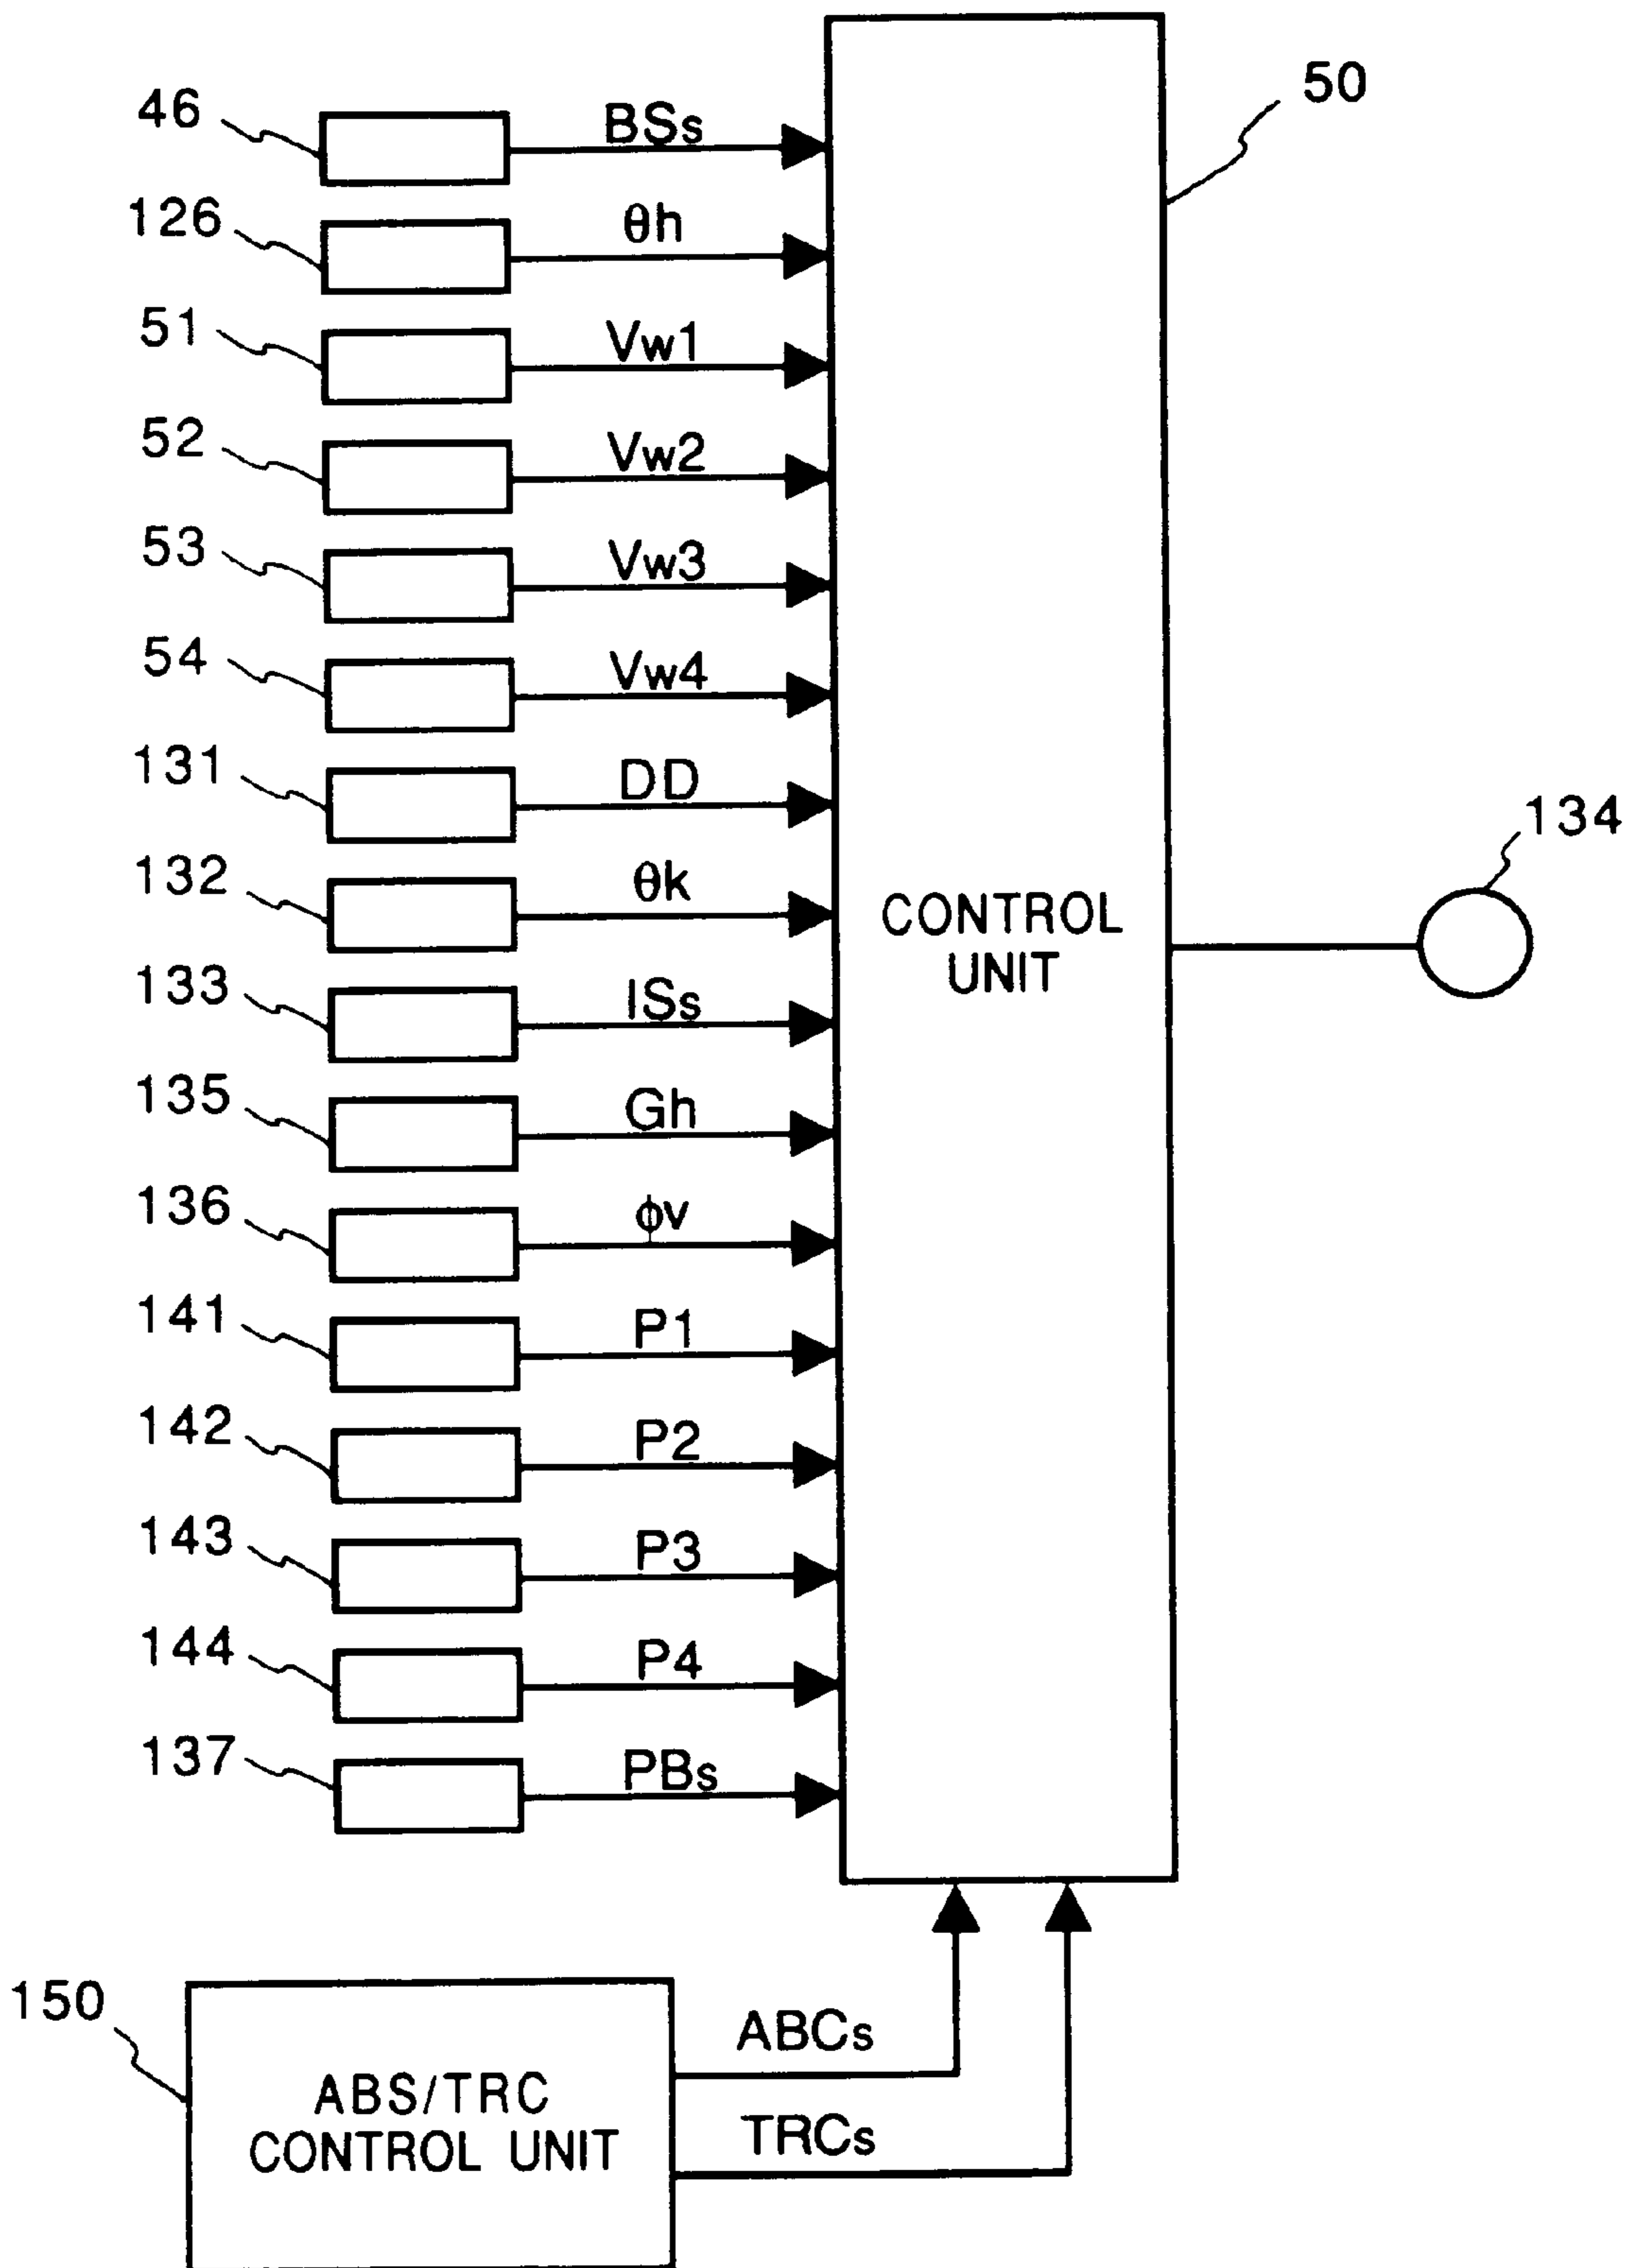 50
46 BSs
126 θh
51 Vw1
52 Vw2
53 Vw3
54 Vw4
131 DD
134
132 θk
CONTROL
UNIT
133 ISs
135 Gh
136 ϕv
141 P1
142 P2
143 P3
144 P4
137 PBs
150
ABCs
ABS/TRC
CONTROL UNIT
TRCs